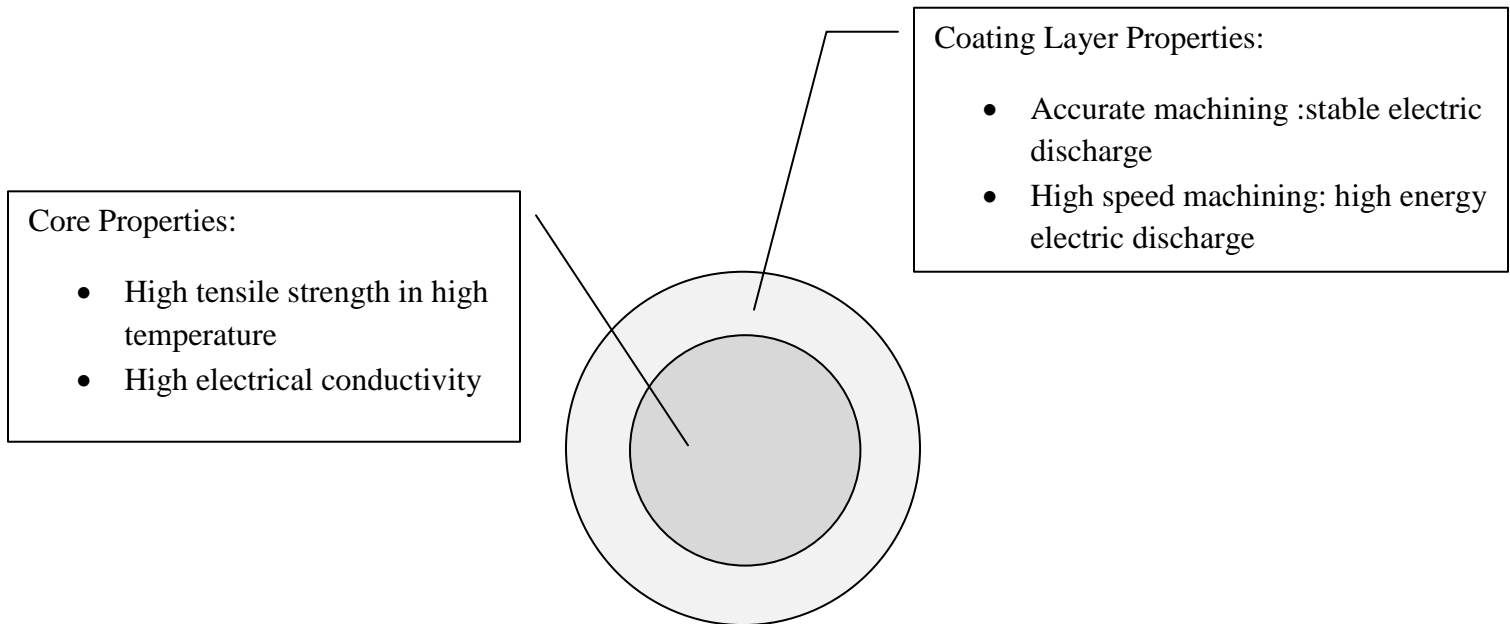 Coating Layer Properties:
• Accurate machining :stable electric
discharge
• High speed machining: high energy
electric discharge
Core Properties:
• High tensile strength in high
temperature
• High electrical conductivity